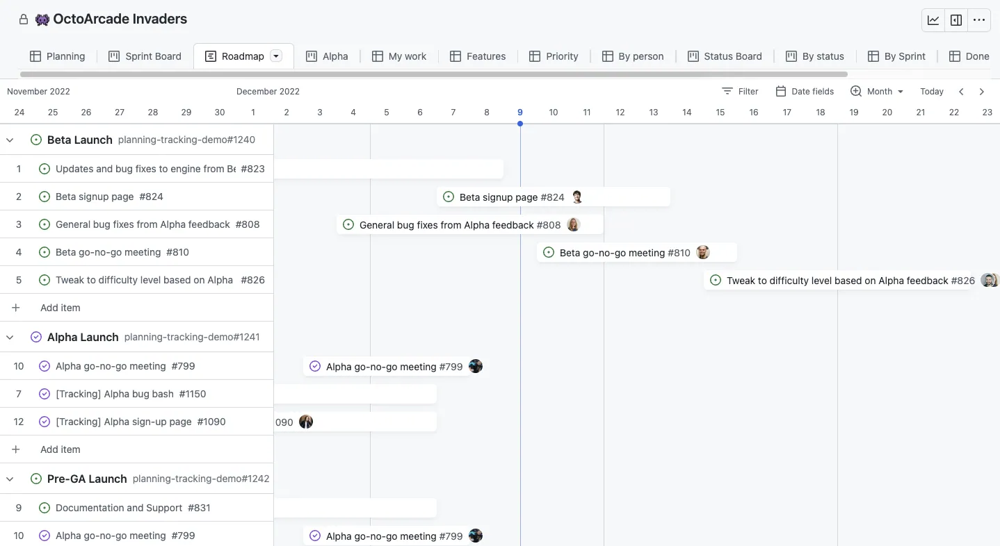 OctoArcade Invaders
Planning Sprint Board Roadmap Alpha My work Features Priority By person Status Board By status By Sprint Done
November 2022 December 2022 Filter Date fields Month Today
24 25 26 27 28 29 30 1 2 3 4 5 6 7 8 9 10 11 12 13 14 15 16 17 18 19 20 21 22 23
Beta Launch planning-tracking-demo#1240
1 Updates and bug fixes to engine from Be #823
2 Beta signup page #824 Beta signup page #824
3 General bug fixes from Alpha feedback #808 General bug fixes from Alpha feedback #808
4 Beta go-no-go meeting #810 Beta go-no-go meeting #810
5 Tweak to difficulty level based on Alpha #826 Tweak to difficulty level based on Alpha feedback #826
Add item
Alpha Launch planning-tracking-demo#1241
10 Alpha go-no-go meeting #799 Alpha go-no-go meeting #799
7 [Tracking] Alpha bug bash #1150
12 [Tracking] Alpha sign-up page #1090 090
Add item
Pre-GA Launch planning-tracking-demo#1242
9 Documentation and Support #831
10 Alpha go-no-go meeting #799 Alpha go-no-go meeting #799